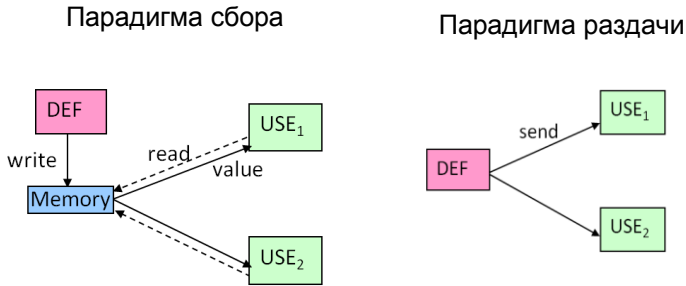 Парадигма сбора
DEF
write
Memory
read
value
USE₁
USE₂
Парадигма раздачи
DEF
send
USE₁
USE₂